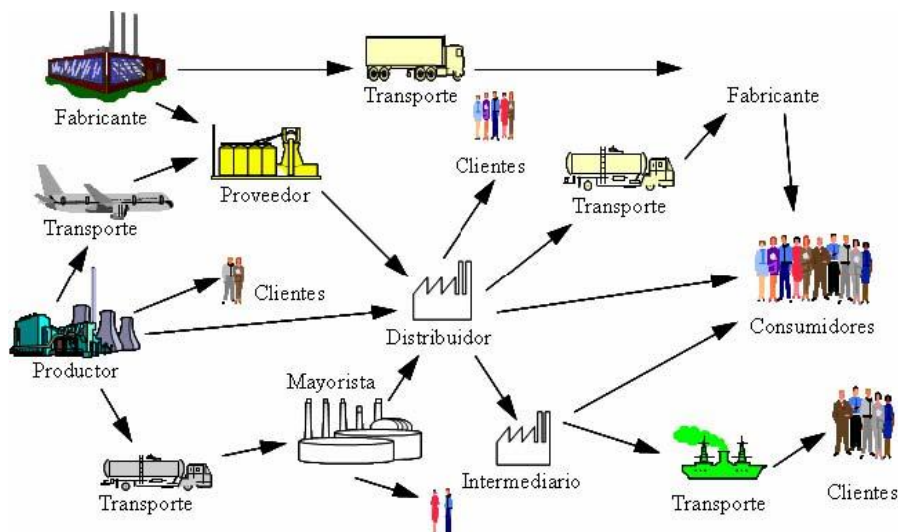 Transporte
Fabricante
Fabricante
Clientes
Proveedor
Transporte
Transporte
Clientes
Distribuidor
Consumidores
Productor
Mayorista
Intermediario
Transporte
Transporte
Clientes